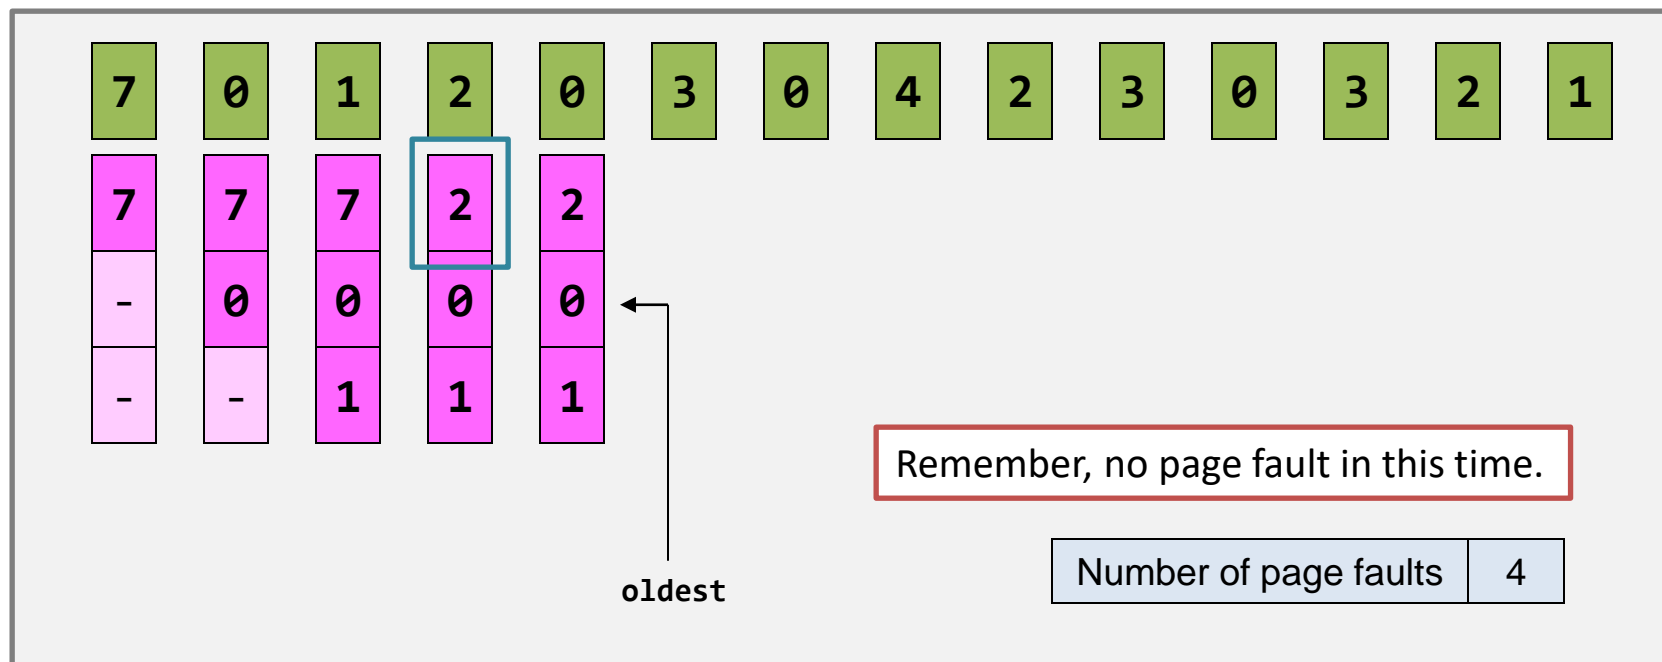 7 0 1 2 0 3 0 4 2 3 0 3 2 1
7 7 7 2 2
- 0 0 0 0
- - 1 1 1
Remember, no page fault in this time.
Number of page faults 4
oldest